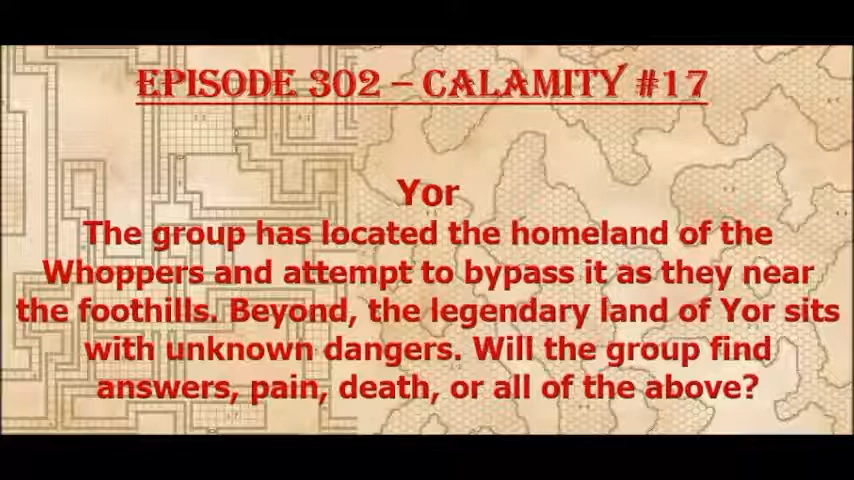 EPISODE 302 – CALAMITY #17
Yor
The group has located the homeland of the
Whoppers and attempt to bypass it as they near
the foothills. Beyond, the legendary land of Yor sits
with unknown dangers. Will the group find
answers, pain, death, or all of the above?